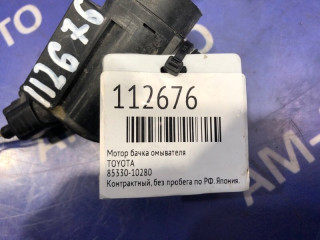 112676
112676
Мотор бачка омывателя
TOYOTA
85330-10280
Контрактный, без пробега по РФ. Япония.